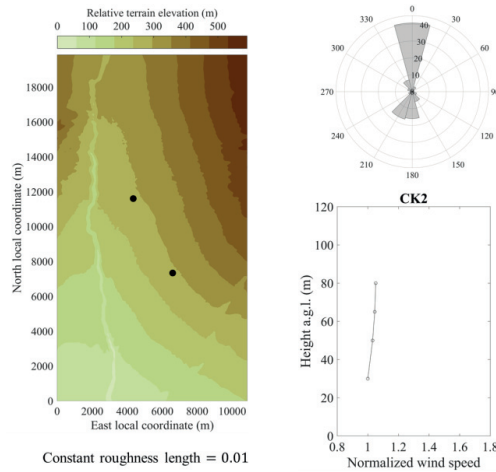 Relative terrain elevation (m)
0 100 200 300 400 500
18000
16000
14000
12000
10000
8000
6000
4000
2000
0
North local coordinate (m)
0 2000 4000 6000 8000 10000
East local coordinate (m)
Constant roughness length = 0.01
0
330 30
40
30
20
10
300 60
270 90
240 120
210 150
180
CK2
120
100
80
60
40
20
0
Height a.g.l. (m)
0.8 1 1.2 1.4 1.6 1.8
Normalized wind speed